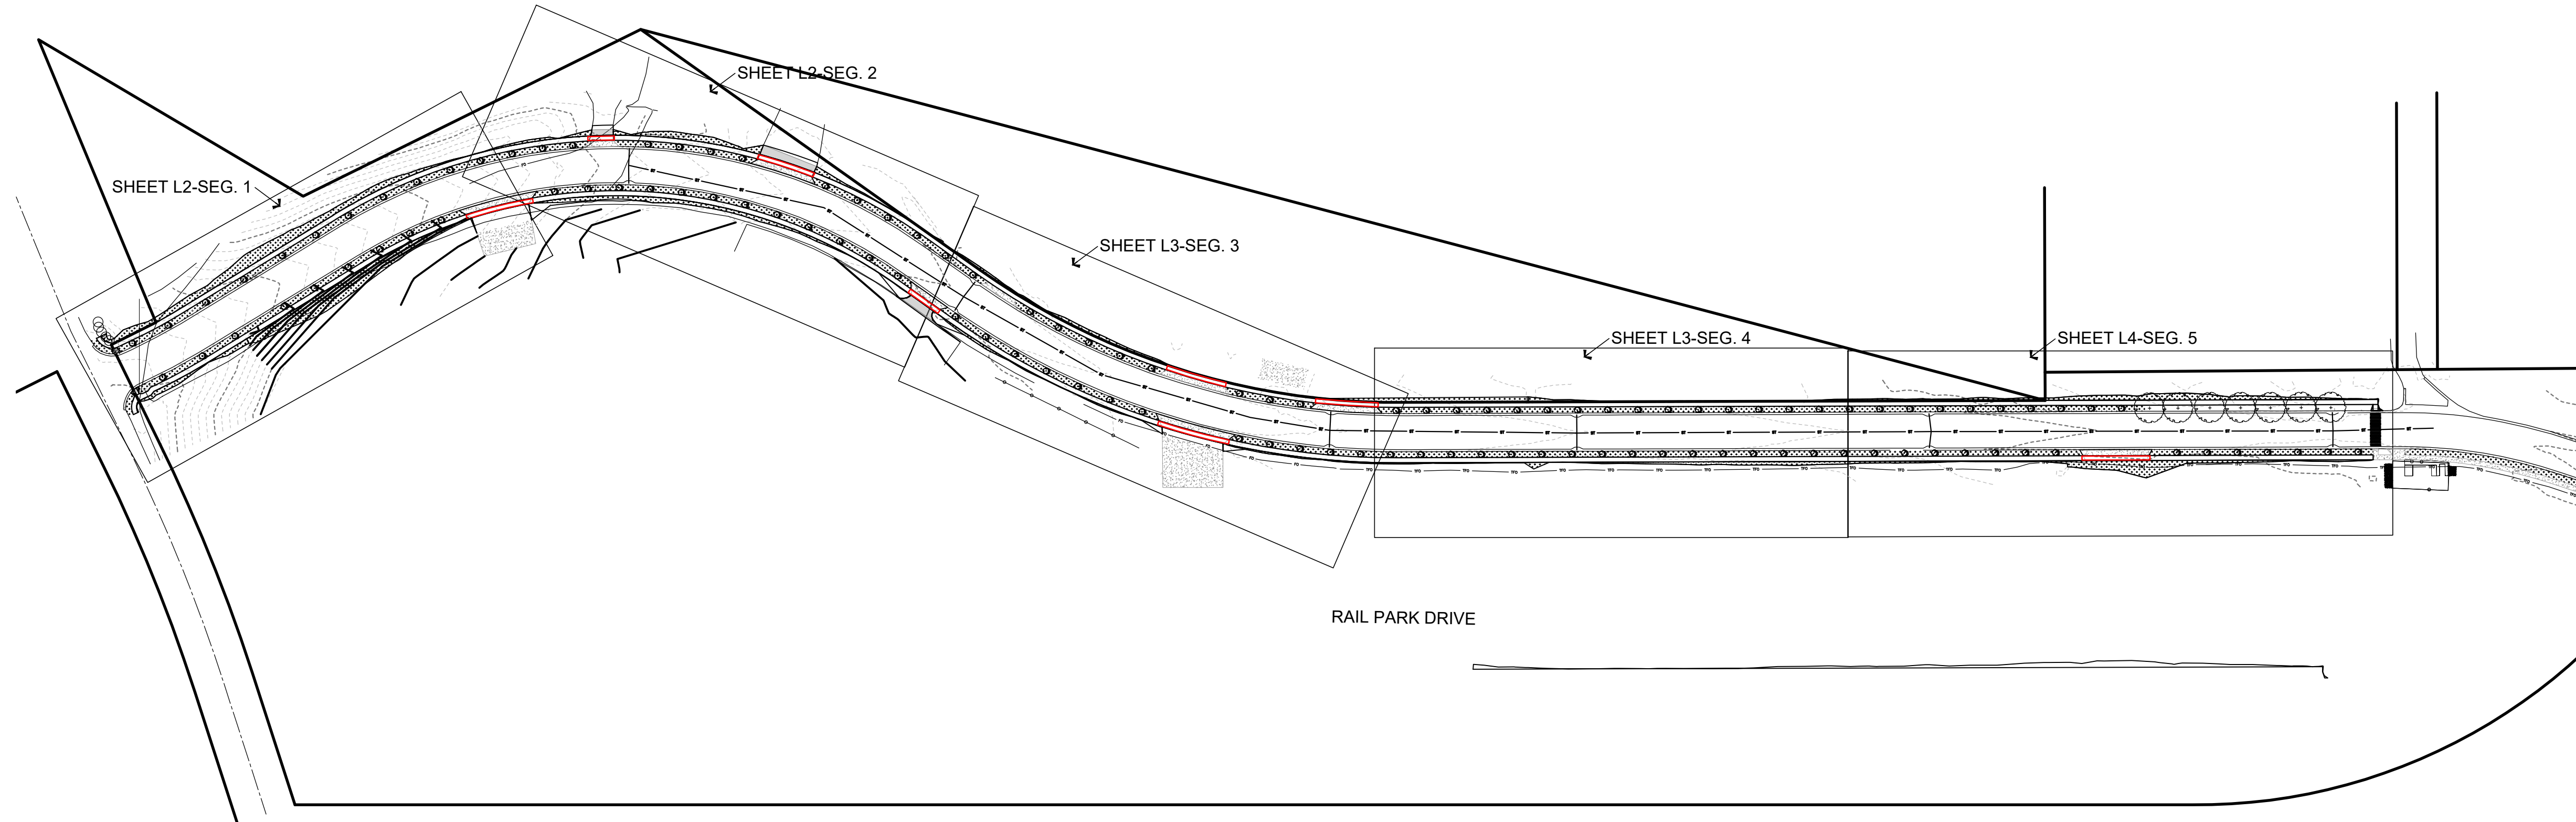 SHEET L2-SEG. 2
SHEET L2-SEG. 1
SHEET L3-SEG. 3
SHEET L3-SEG. 4
SHEET L4-SEG. 5
RAIL PARK DRIVE